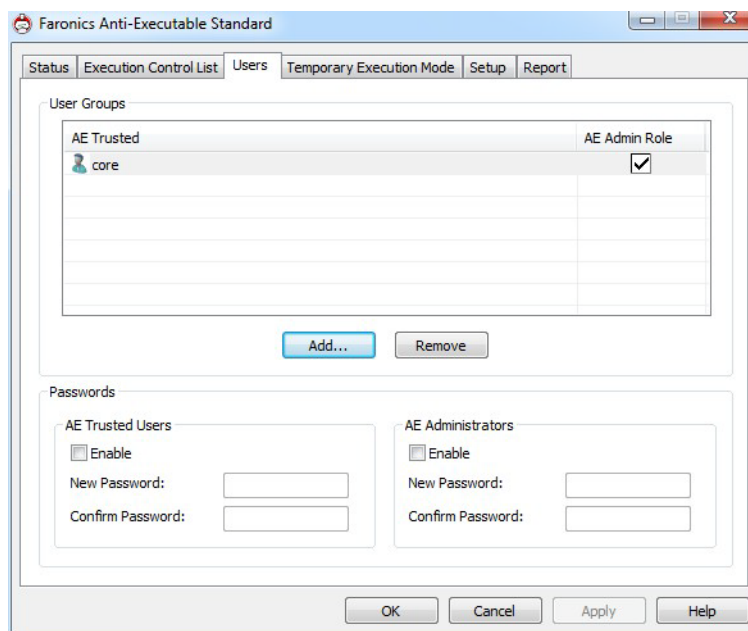 Faronics Anti-Executable Standard
Status Execution Control List Users Temporary Execution Mode Setup Report
User Groups
AE Trusted AE Admin Role
core
Add... Remove
Passwords
AE Trusted Users AE Administrators
Enable Enable
New Password: New Password:
Confirm Password: Confirm Password:
OK Cancel Apply Help